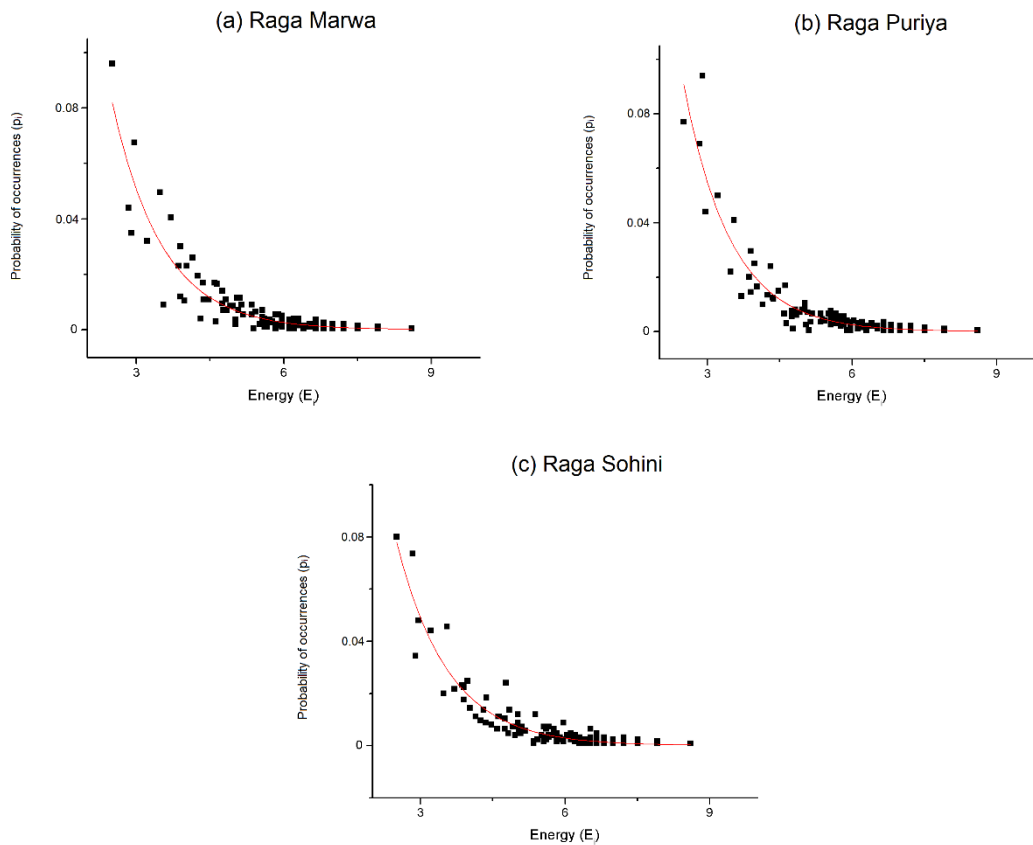 (a) Raga Marwa
Probability of occurrences (pᵢ)
0.08
0.04
0
3
6
9
Energy (Eᵢ)
(b) Raga Puriya
Probability of occurrences (pᵢ)
0.08
0.04
0
3
6
9
Energy (Eᵢ)
(c) Raga Sohini
Probability of occurrences (pᵢ)
0.08
0.04
0
3
6
9
Energy (Eᵢ)